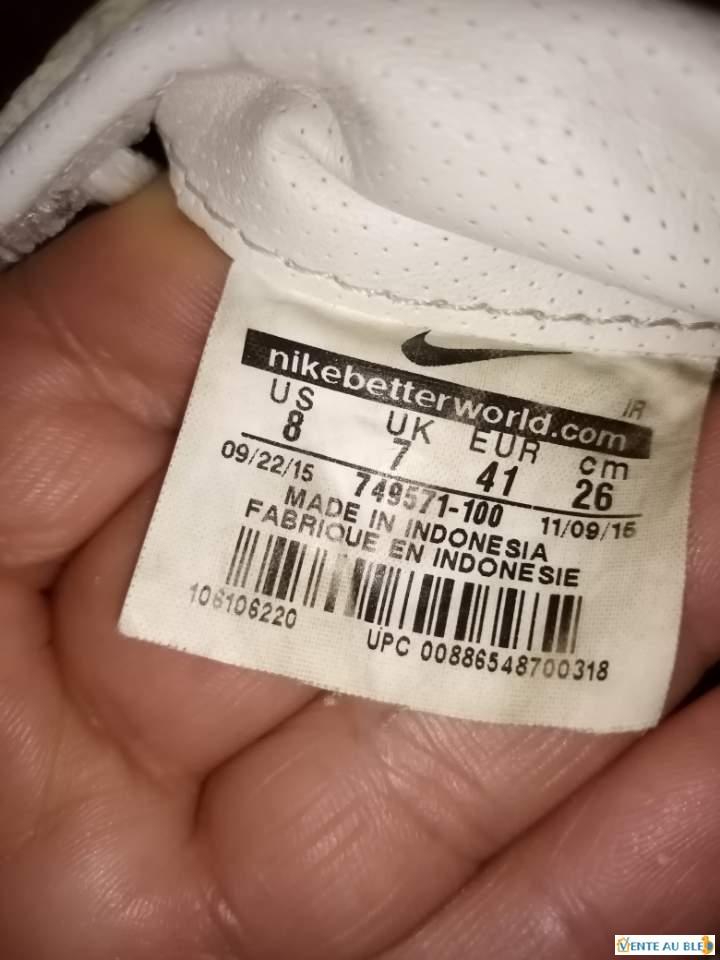 nikebetterworld.com
IR
US UK EUR cm
8 7 41 26
09/22/15 749571-100 11/09/15
MADE IN INDONESIA
FABRIQUE EN INDONESIE
106106220
UPC 00886548700318
VENTE AU BLED